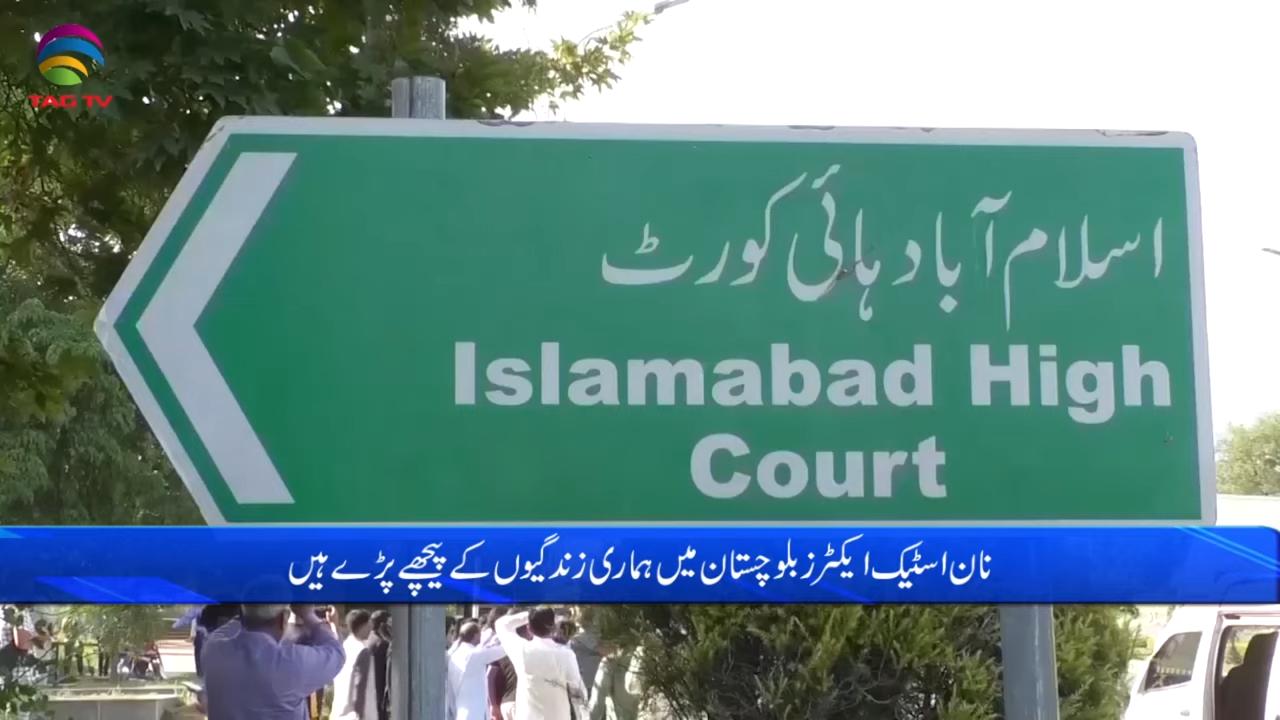 TAG TV
اسلام آباد ہائی کورٹ
Islamabad High
Court
نان اسٹیک ایکٹرز بلوچستان میں ہماری زندگیوں کے پیچھے پڑے ہیں